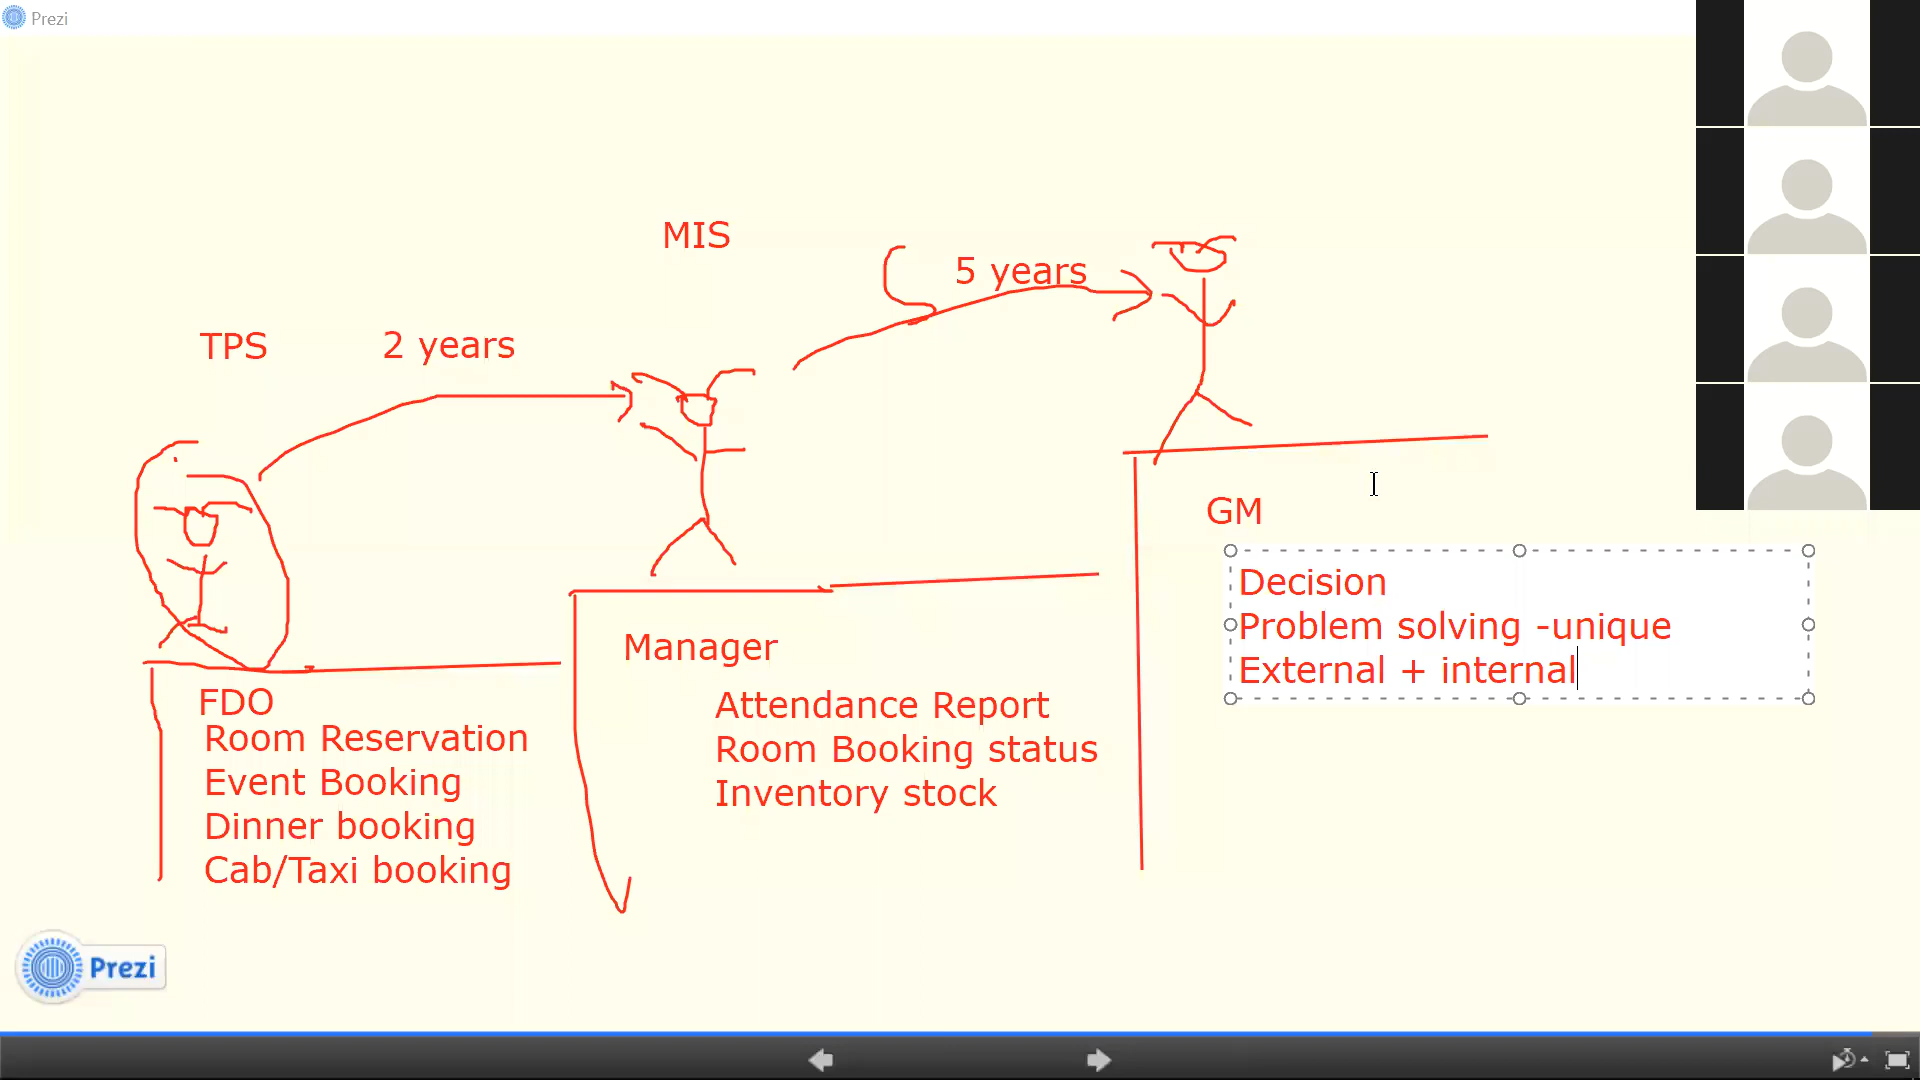 Prezi
MIS
5 years
TPS
2 years
GM
Decision
Problem solving -unique
External + internal
Manager
Attendance Report
Room Booking status
Inventory stock
FDO
Room Reservation
Event Booking
Dinner booking
Cab/Taxi booking
Prezi